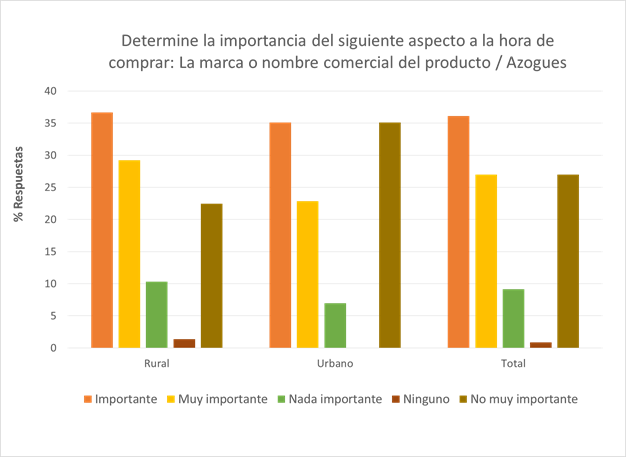 Determine la importancia del siguiente aspecto a la hora de
comprar: La marca o nombre comercial del producto / Azogues
% Respuestas
40
35
30
25
20
15
10
5
0
Rural Urbano Total
Importante Muy importante Nada importante Ninguno No muy importante